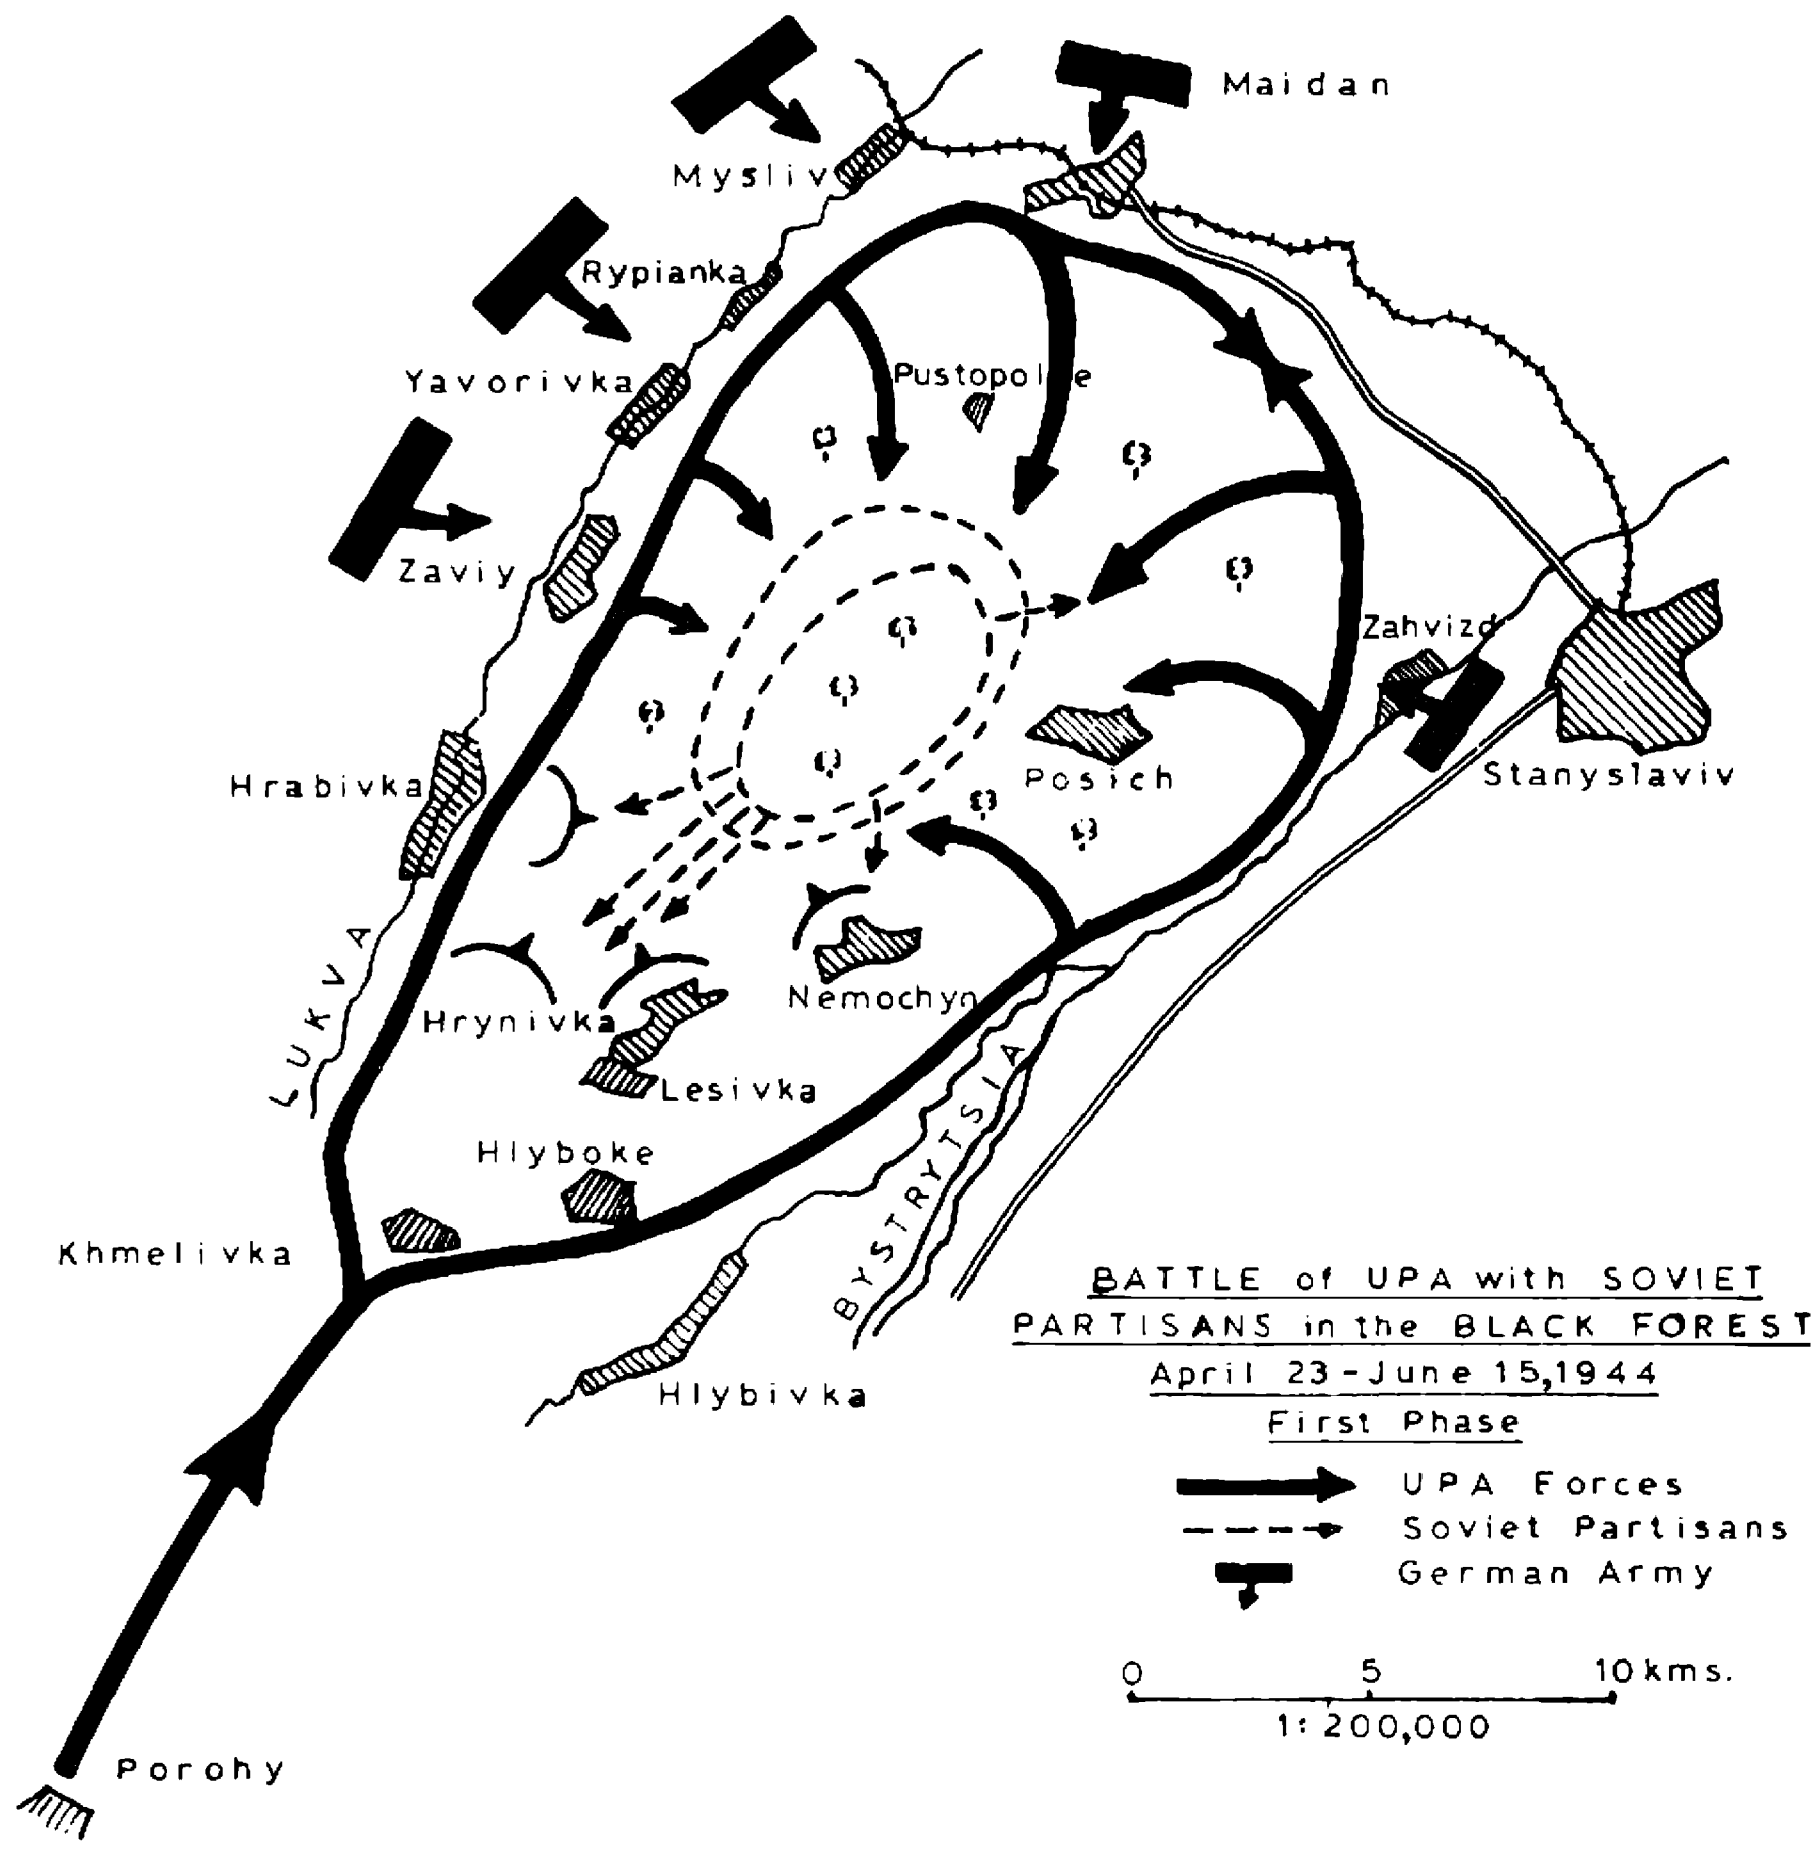 Maidan
Mysliv
Rypianka
Yavorivka
Pustopolie
Zaviy
Zahvizd
Hrabivka
Posich
Stanyslaviv
LUKVA
Nemochyn
Hrynivka
Lesivka
BYSTRYTSIA
Hlyboke
Khmelivka
Hlybivka
BATTLE of UPA with SOVIET
PARTISANS in the BLACK FOREST
April 23-June 15,1944
First Phase
UPA Forces
Soviet Partisans
German Army
0 5 10 kms.
1:200,000
Porohy